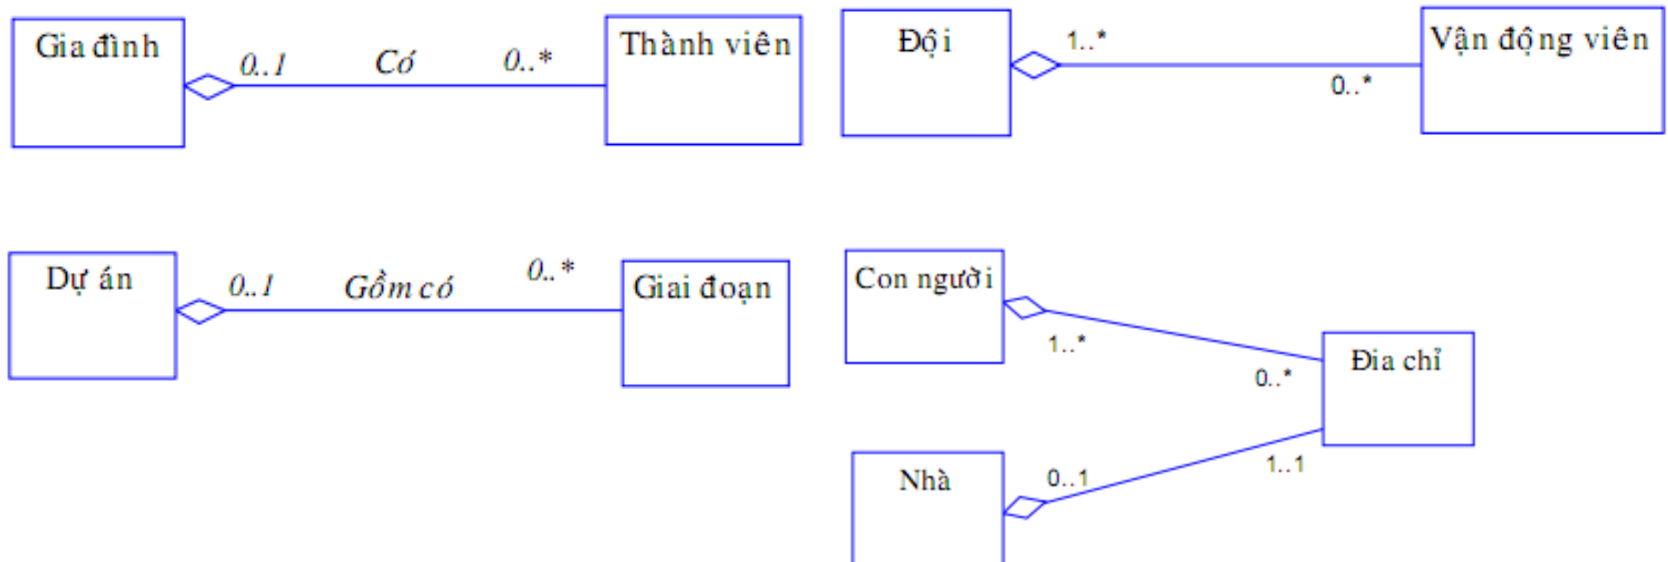 Gia đình
0..1
Có
0..*
Thành viên
Đội
1..*
0..*
Vận động viên
Dự án
0..1
Gồm có
0..*
Giai đoạn
Con người
1..*
0..*
Đia chỉ
Nhà
0..1
1..1